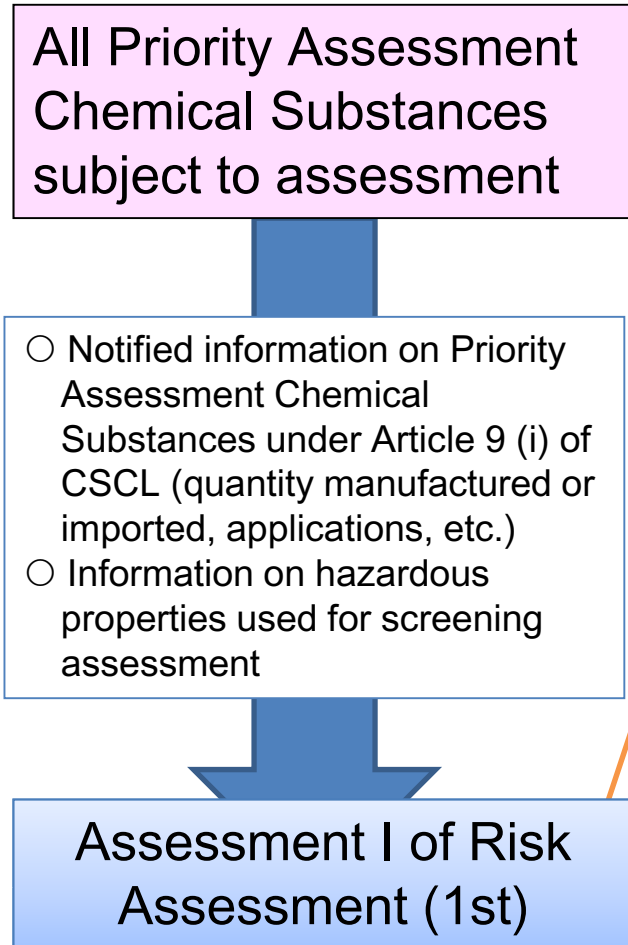 All Priority Assessment
Chemical Substances
subject to assessment
○ Notified information on Priority
Assessment Chemical
Substances under Article 9 (i) of
CSCL (quantity manufactured or
imported, applications, etc.)
○ Information on hazardous
properties used for screening
assessment
Assessment I of Risk
Assessment (1st)